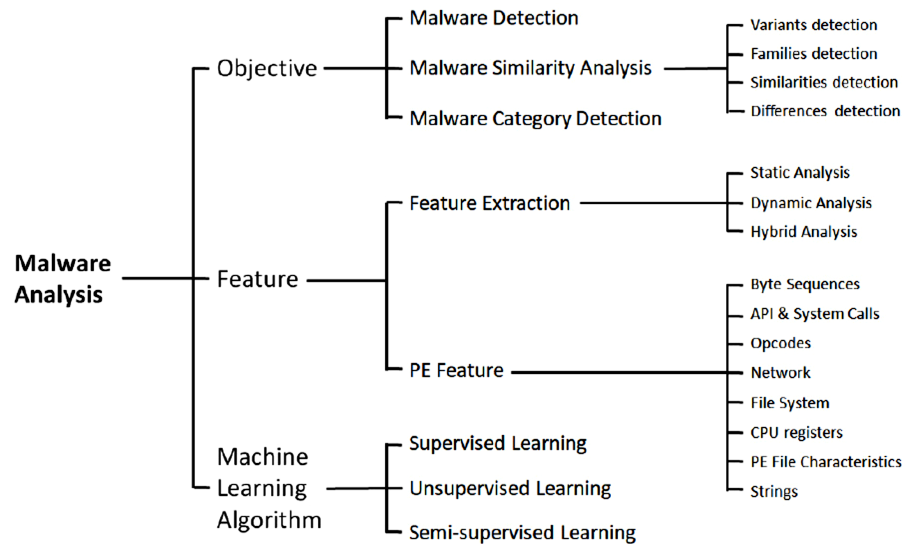 Malware
Analysis
Objective
Malware Detection
Malware Similarity Analysis
Variants detection
Families detection
Similarities detection
Differences detection
Malware Category Detection
Feature
Feature Extraction
Static Analysis
Dynamic Analysis
Hybrid Analysis
PE Feature
Byte Sequences
API & System Calls
Opcodes
Network
File System
CPU registers
PE File Characteristics
Strings
Machine
Learning
Algorithm
Supervised Learning
Unsupervised Learning
Semi-supervised Learning